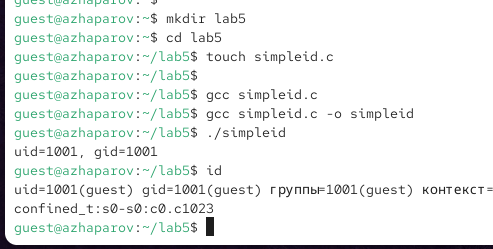 guest@azhaparov:~$
guest@azhaparov:~$ mkdir lab5
guest@azhaparov:~$ cd lab5
guest@azhaparov:~/lab5$ touch simpleid.c
guest@azhaparov:~/lab5$
guest@azhaparov:~/lab5$ gcc simpleid.c
guest@azhaparov:~/lab5$ gcc simpleid.c -o simpleid
guest@azhaparov:~/lab5$ ./simpleid
uid=1001, gid=1001
guest@azhaparov:~/lab5$ id
uid=1001(guest) gid=1001(guest) группы=1001(guest) контекст=
confined_t:s0-s0:c0.c1023
guest@azhaparov:~/lab5$